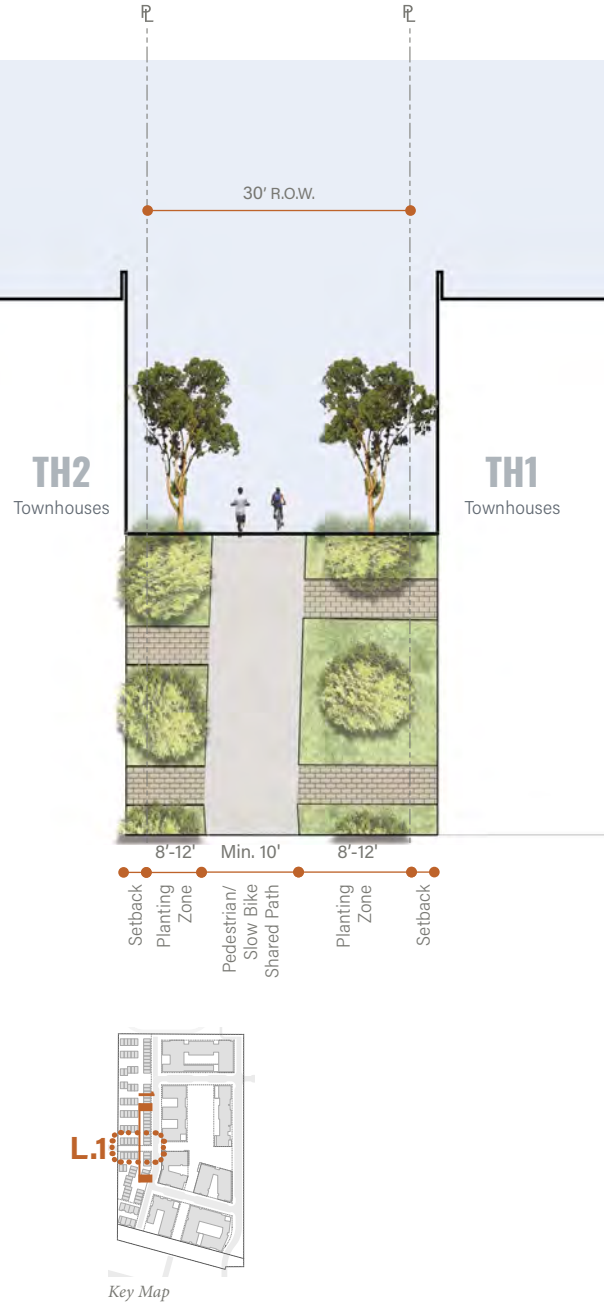 PL
PL
30' R.O.W.
TH2
Townhouses
TH1
Townhouses
8'-12'
Min. 10'
8'-12'
Setback
Planting
Zone
Pedestrian/
Slow Bike
Shared Path
Planting
Zone
Setback
L.1
Key Map